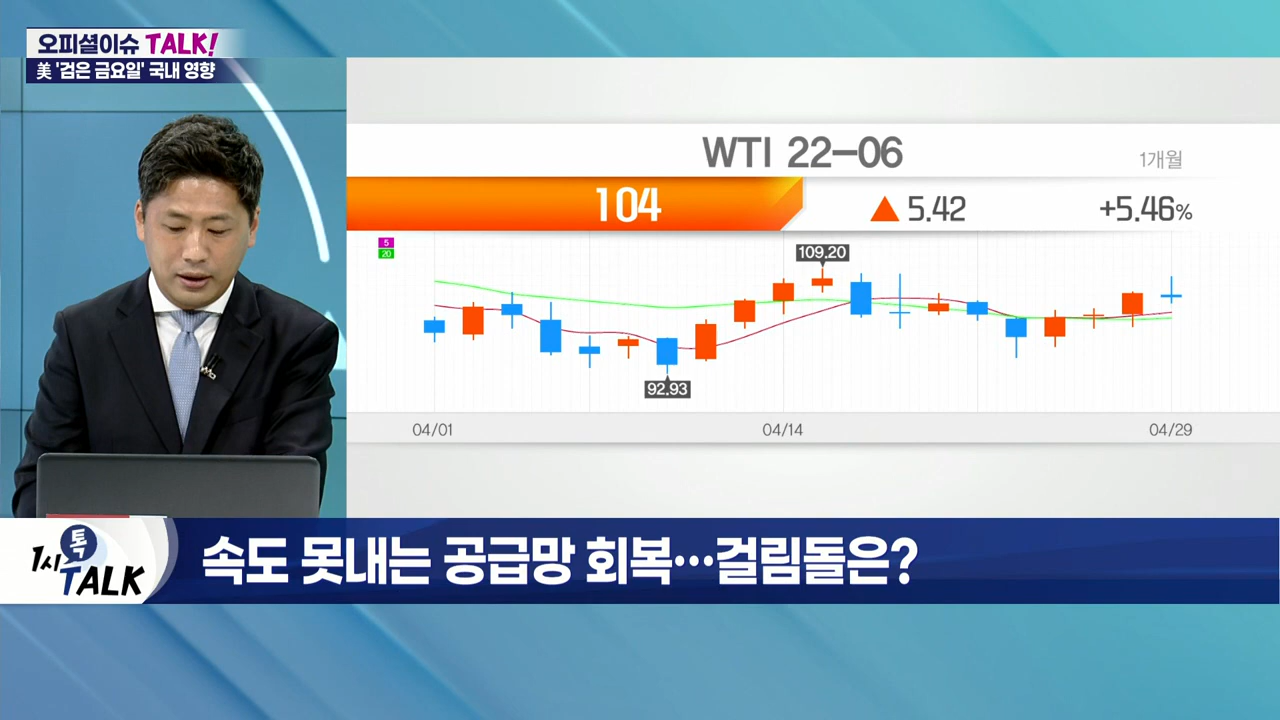 오피셜이슈 TALK!
美 '검은 금요일' 국내 영향
WTI 22-06
1개월
104
▲ 5.42
+5.46%
5
20
109.20
92.93
04/01
04/14
04/29
1시 톡 TALK
속도 못내는 공급망 회복…걸림돌은?